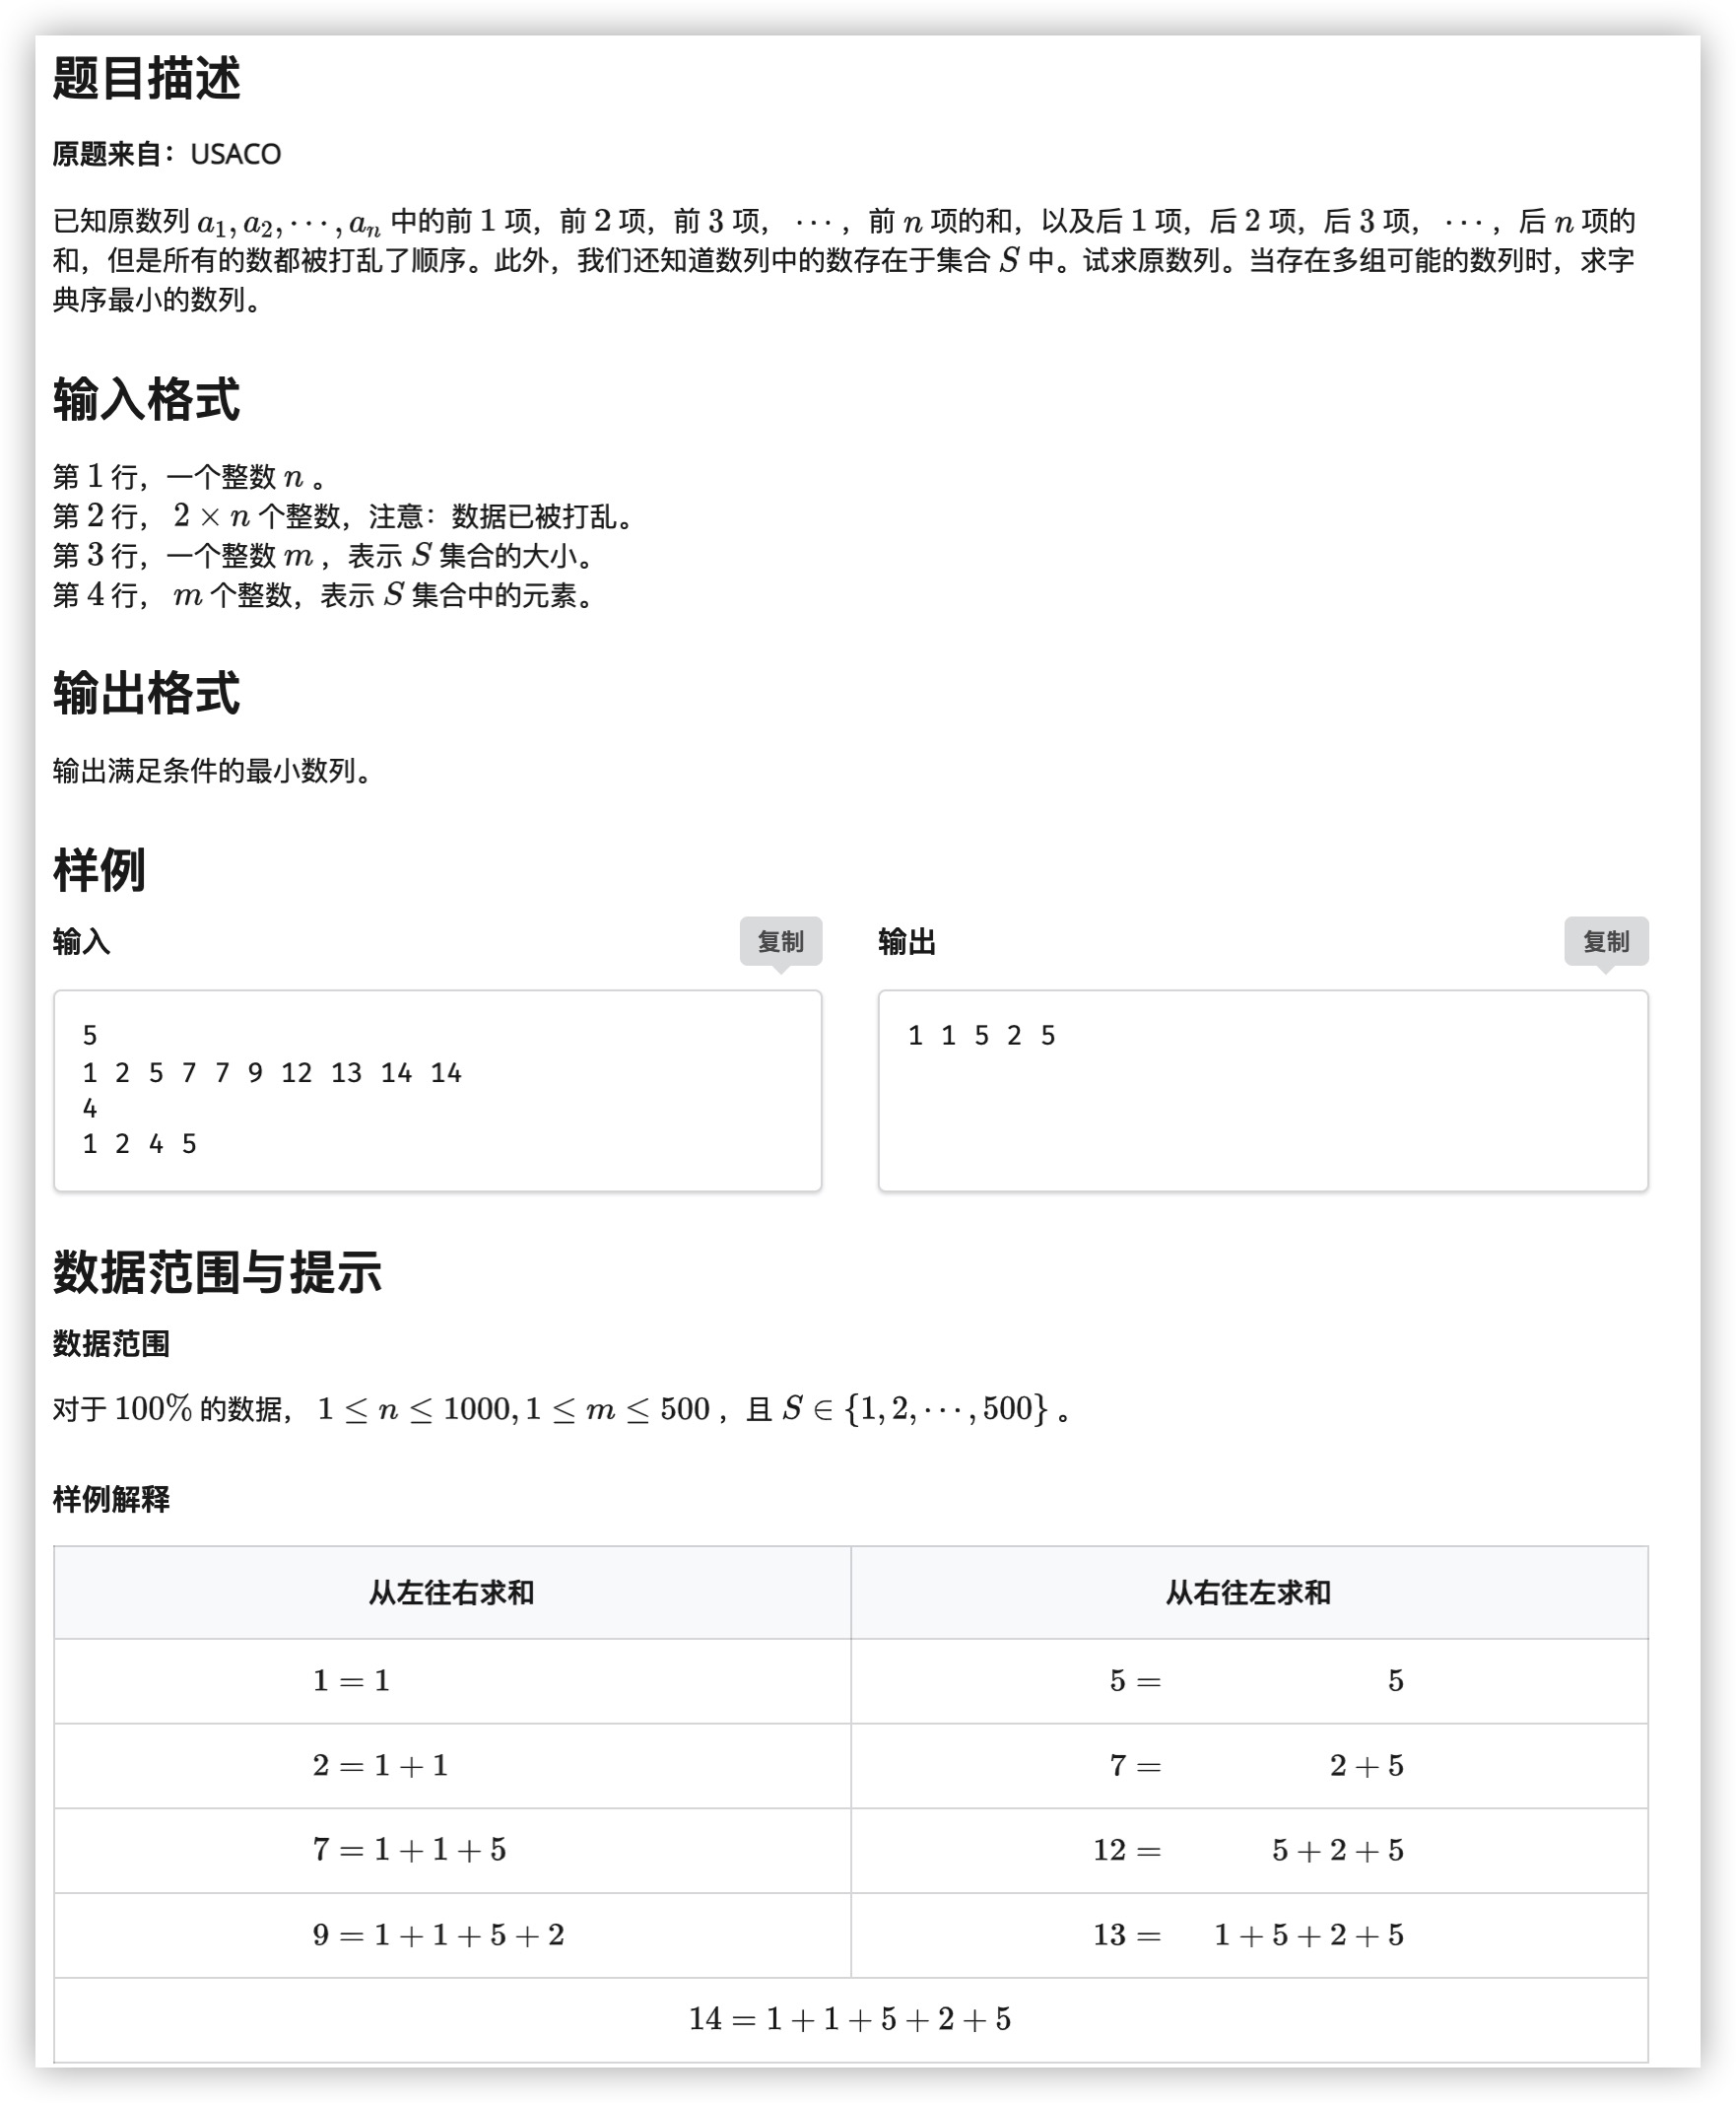 题目描述
原题来自：USACO
已知原数列 a₁, a₂, ⋯ , aₙ 中的前 1 项，前 2 项，前 3 项， ⋯ ，前 n 项的和，以及后 1 项，后 2 项，后 3 项， ⋯ ，后 n 项的
和，但是所有的数都被打乱了顺序。此外，我们还知道数列中的数存在于集合 S 中。试求原数列。当存在多组可能的数列时，求字
典序最小的数列。
输入格式
第 1 行，一个整数 n 。
第 2 行， 2 × n 个整数，注意：数据已被打乱。
第 3 行，一个整数 m ，表示 S 集合的大小。
第 4 行， m 个整数，表示 S 集合中的元素。
输出格式
输出满足条件的最小数列。
样例
输入 复制 输出 复制
5 1 1 5 2 5
1 2 5 7 7 9 12 13 14 14
4
1 2 4 5
数据范围与提示
数据范围
对于 100% 的数据， 1 ≤ n ≤ 1000, 1 ≤ m ≤ 500 ，且 S ∈ {1, 2, ⋯ , 500} 。
样例解释
从左往右求和 从右往左求和
1 = 1 5 = 5
2 = 1 + 1 7 = 2 + 5
7 = 1 + 1 + 5 12 = 5 + 2 + 5
9 = 1 + 1 + 5 + 2 13 = 1 + 5 + 2 + 5
14 = 1 + 1 + 5 + 2 + 5